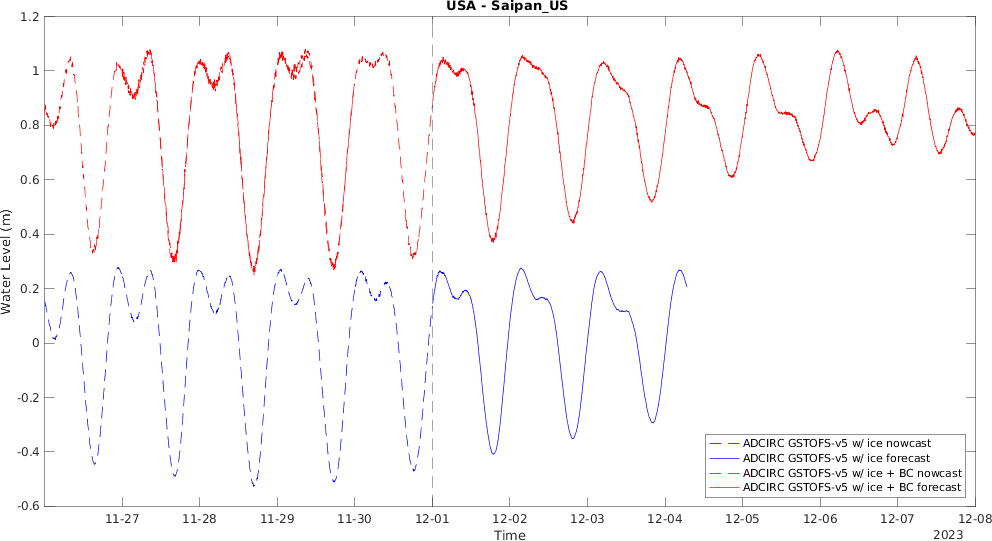 USA - Saipan_US
1.2
1
0.8
0.6
0.4
0.2
0
-0.2
-0.4
-0.6
Water Level (m)
11-27 11-28 11-29 11-30 12-01 12-02 12-03 12-04 12-05 12-06 12-07 12-08
Time
2023
ADCIRC GSTOFS-v5 w/ ice nowcast
ADCIRC GSTOFS-v5 w/ ice forecast
ADCIRC GSTOFS-v5 w/ ice + BC nowcast
ADCIRC GSTOFS-v5 w/ ice + BC forecast